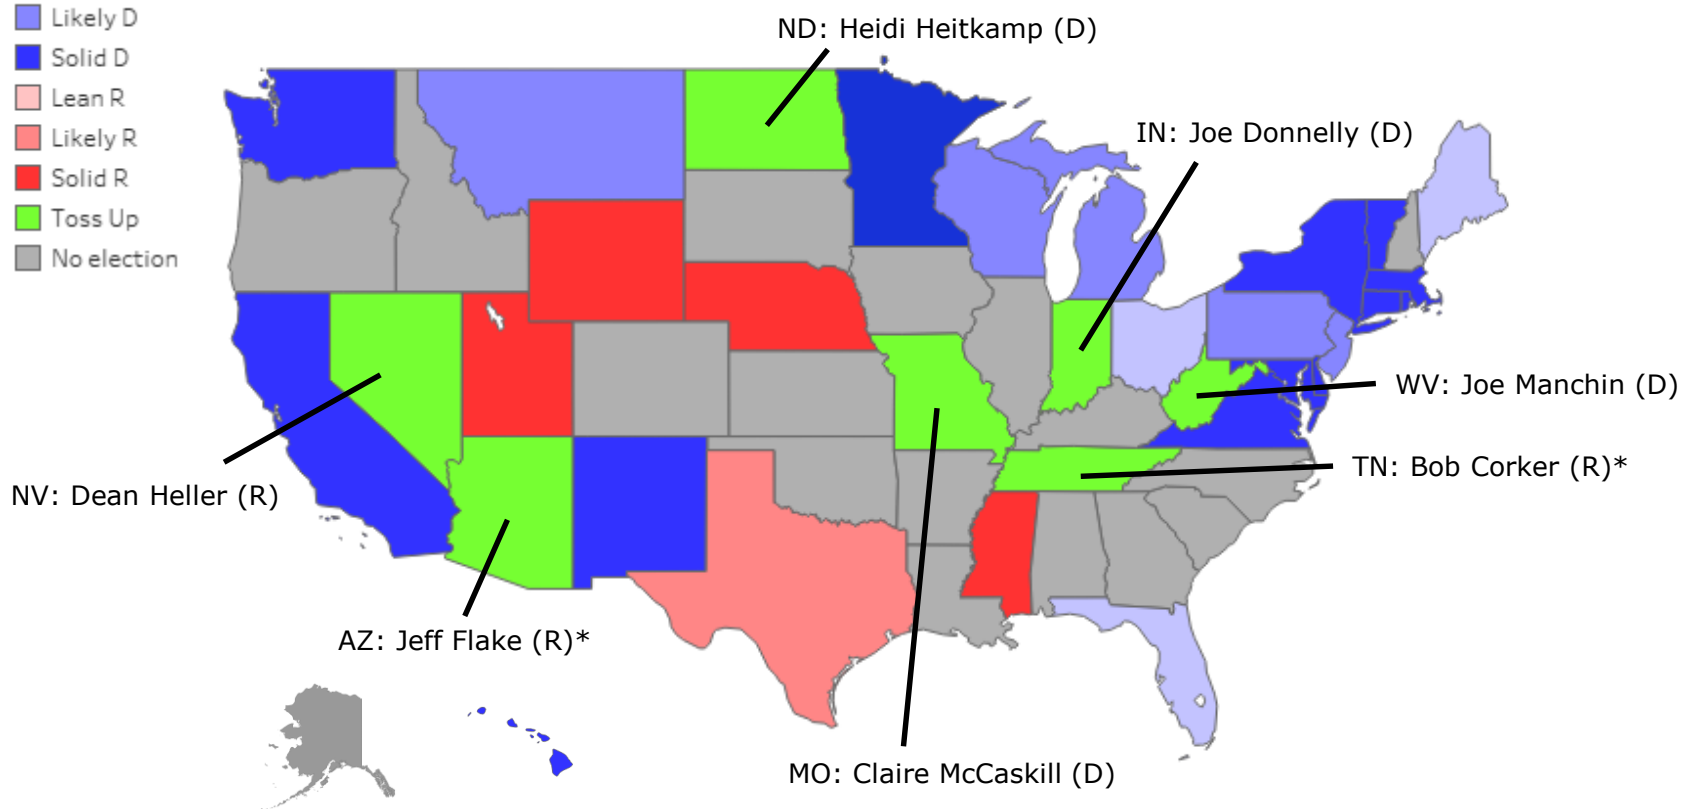 Likely D
Solid D
Lean R
Likely R
Solid R
Toss Up
No election
ND: Heidi Heitkamp (D)
IN: Joe Donnelly (D)
WV: Joe Manchin (D)
TN: Bob Corker (R)*
NV: Dean Heller (R)
AZ: Jeff Flake (R)*
MO: Claire McCaskill (D)